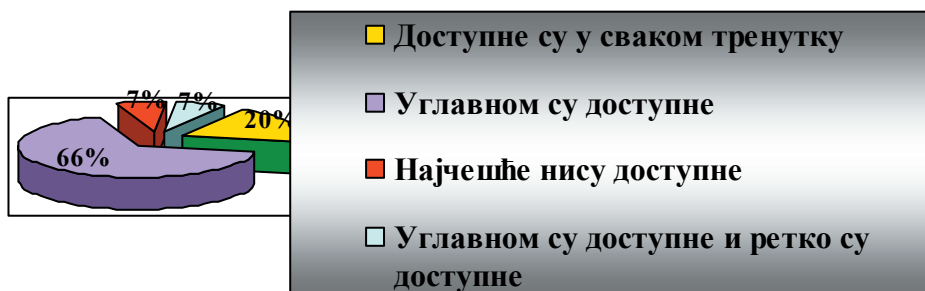 Доступне су у сваком тренутку
7% 7%
20%
Углавном су доступне
66%
Најчешће нису доступне
Углавном су доступне и ретко су
доступне